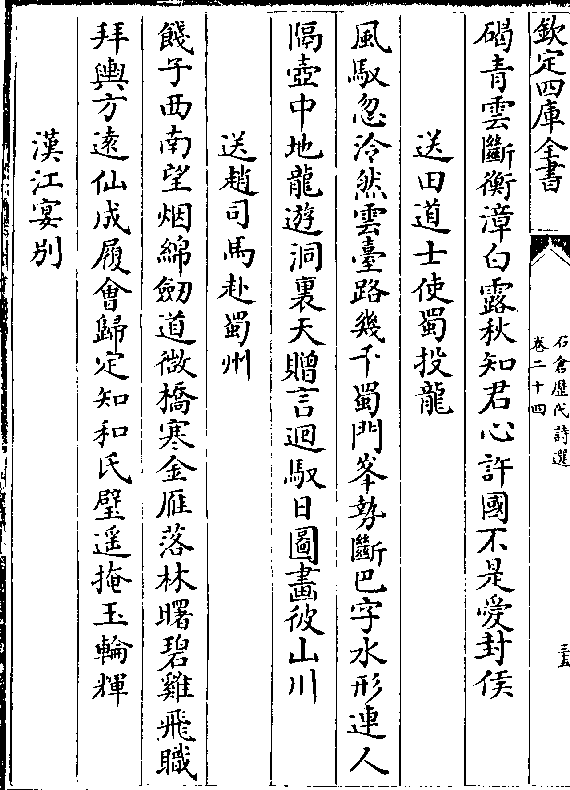 欽定四庫全書
石倉歴代詩選
卷二十四
碣青雲斷衡漳白露秋知君心許國不是愛封侯
送田道士使蜀投龍
風馭忽泠然雲臺路幾千蜀門峯勢斷巴字水形連人
隔壺中地龍遊洞裏天贈言迴馭日圖畫彼山川
送趙司馬赴蜀州
餞子西南望烟綿劒道微橋寒金雁落林曙碧雞飛職
拜輿方逺仙成履會歸定知和氏璧遥掩玉輪輝
漢江宴別